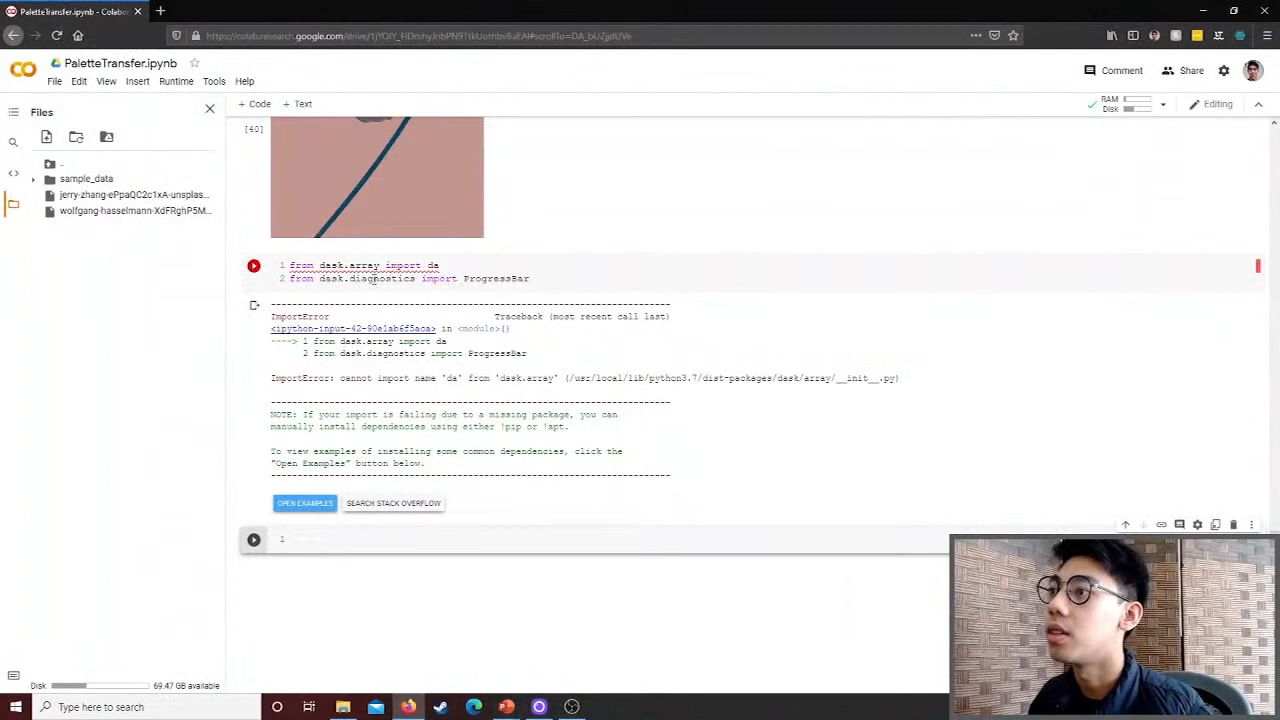 PaletteTransfer.ipynb - Colabo
PaletteTransfer.ipynb
File Edit View Insert Runtime Tools Help
Comment
Share
Files
+ Code + Text
RAM
Disk
Editing
..
sample_data
jerry-zhang-ePpaQC2c1xA-unsplas...
wolfgang-hasselmann-XdFRghP5M...
[40]
1 from dask.array import da
2 from dask.diagnostics import ProgressBar
ImportError Traceback (most recent call last)
<ipython-input-42-90e1ab6f5aca> in <module>()
----> 1 from dask.array import da
2 from dask.diagnostics import ProgressBar
ImportError: cannot import name 'da' from 'dask.array' (/usr/local/lib/python3.7/dist-packages/dask/array/__init__.py)
NOTE: If your import is failing due to a missing package, you can
manually install dependencies using either !pip or !apt.
To view examples of installing some common dependencies, click the
"Open Examples" button below.
OPEN EXAMPLES
SEARCH STACK OVERFLOW
1
Disk
69.47 GB available
Type here to search